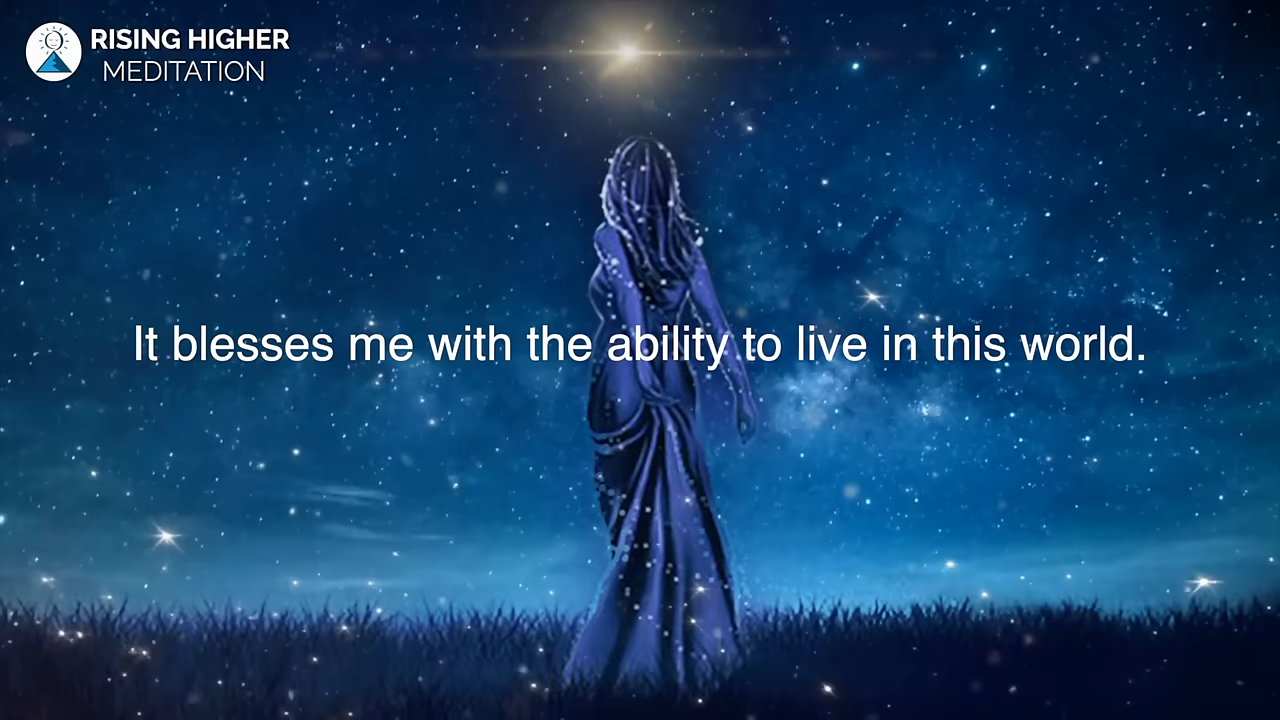 RISING HIGHER
MEDITATION
It blesses me with the ability to live in this world.